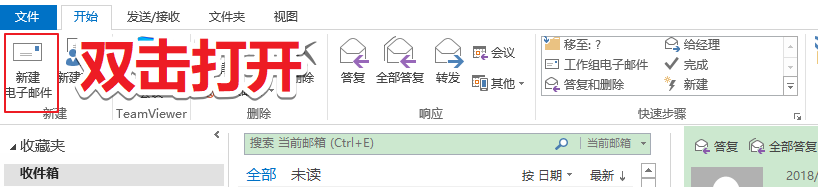 文件 开始 发送/接收 文件夹 视图
新建
电子邮件
新建
双击打开
删除
答复 全部答复 转发
会议
其他
移至: ?
工作组电子邮件
答复和删除
给经理
完成
新建
新建 TeamViewer 删除 响应 快速步骤
收藏夹
收件箱
搜索 当前邮箱 (Ctrl+E) 当前邮箱
全部 未读 按 日期 最新 ↓
答复 全部答复
2018/